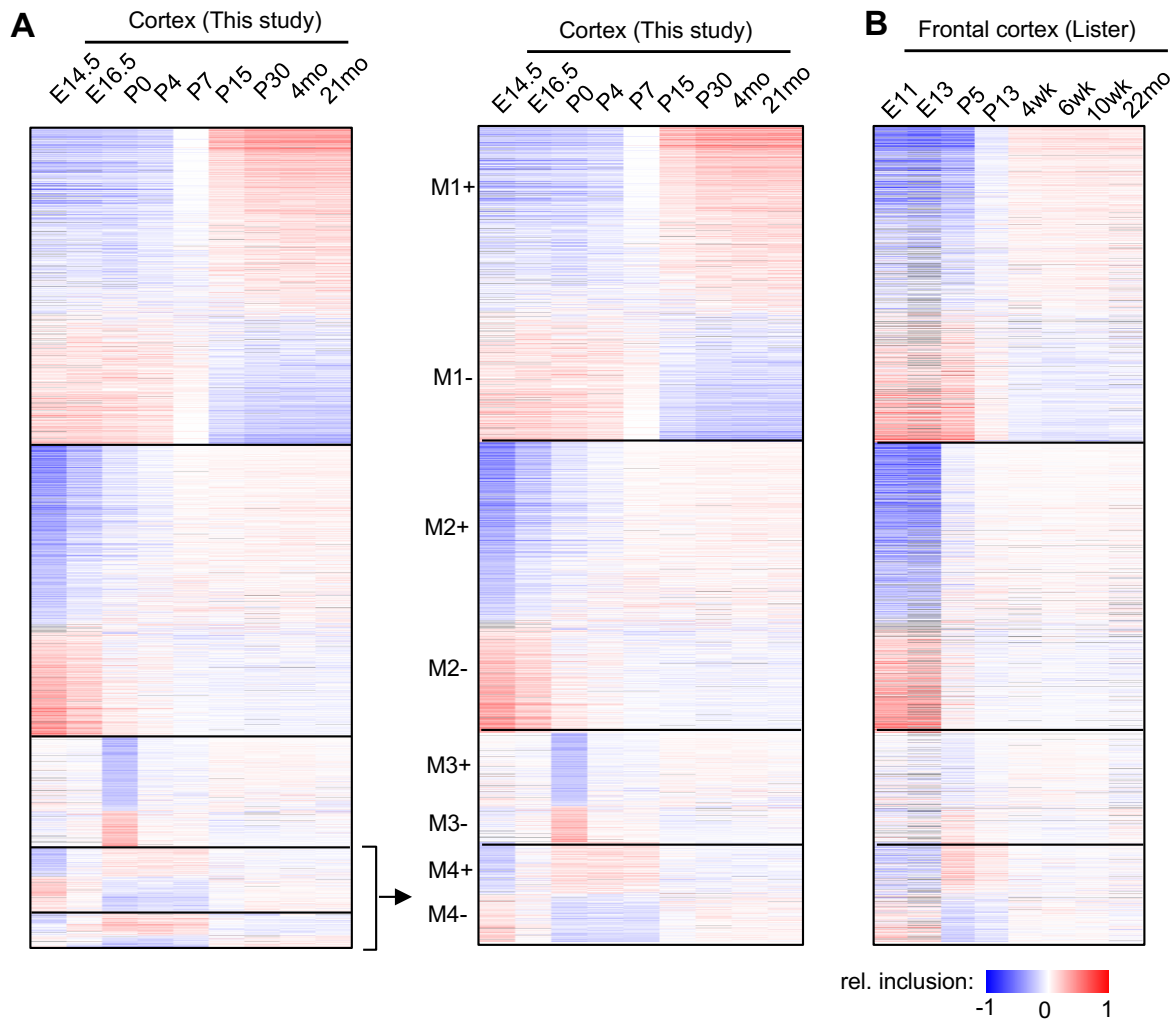 A
Cortex (This study)
E14.5 E16.5 P0 P4 P7 P15 P30 4mo 21mo
Cortex (This study)
E14.5 E16.5 P0 P4 P7 P15 P30 4mo 21mo
M1+
M1-
M2+
M2-
M3+
M3-
M4+
M4-
B
Frontal cortex (Lister)
E11 E13 P5 P13 4wk 6wk 10wk 22mo
rel. inclusion:
-1 0 1